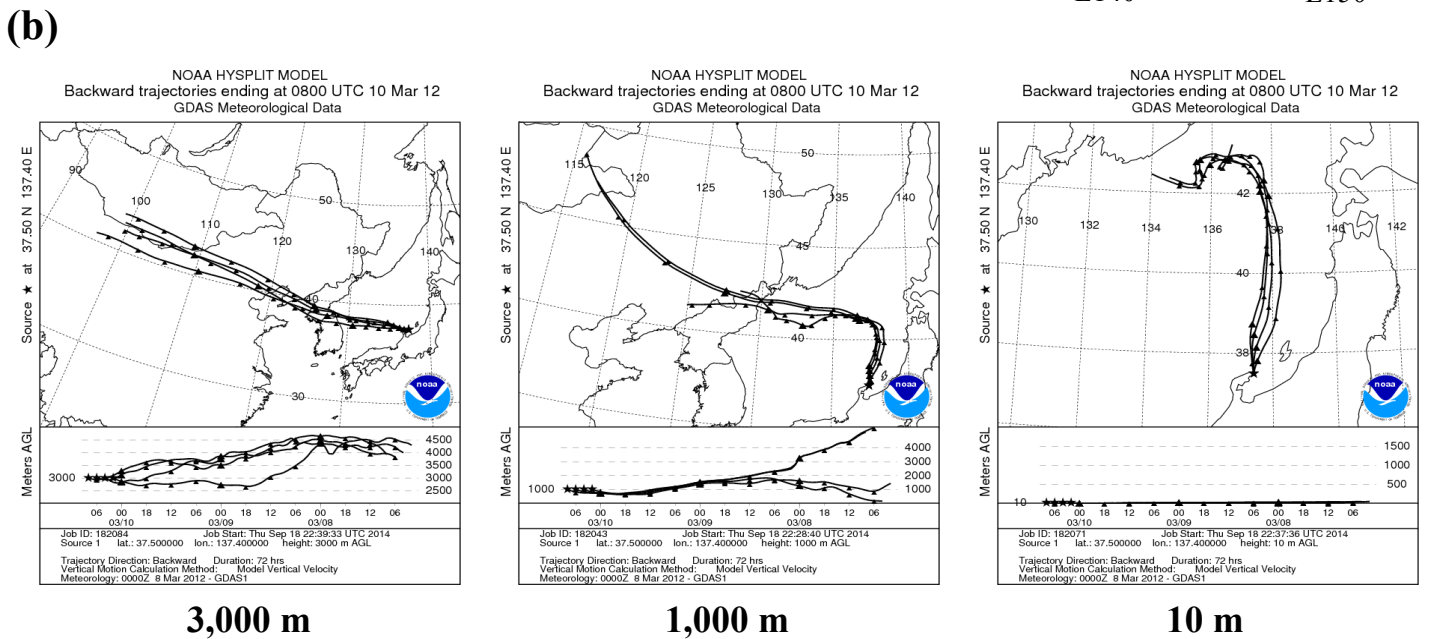 (b)
NOAA HYSPLIT MODEL
Backward trajectories ending at 0800 UTC 10 Mar 12
GDAS Meteorological Data
Source ★ at 37.50 N 137.40 E
90
100
110
120
130
140
50
40
30
noaa
Meters AGL
3000
4500
4000
3500
3000
2500
06 00 18 12 06 00 18 12 06 00 18 12 06
03/10 03/09 03/08
Job ID: 182084 Job Start: Thu Sep 18 22:39:33 UTC 2014
Source 1 lat.: 37.500000 lon.: 137.400000 height: 3000 m AGL
Trajectory Direction: Backward Duration: 72 hrs
Vertical Motion Calculation Method: Model Vertical Velocity
Meteorology: 0000Z 8 Mar 2012 - GDAS1
3,000 m
NOAA HYSPLIT MODEL
Backward trajectories ending at 0800 UTC 10 Mar 12
GDAS Meteorological Data
Source ★ at 37.50 N 137.40 E
115
120
125
130
135
140
50
45
40
noaa
Meters AGL
1000
4000
3000
2000
1000
06 00 18 12 06 00 18 12 06 00 18 12 06
03/10 03/09 03/08
Job ID: 182043 Job Start: Thu Sep 18 22:28:40 UTC 2014
Source 1 lat.: 37.500000 lon.: 137.400000 height: 1000 m AGL
Trajectory Direction: Backward Duration: 72 hrs
Vertical Motion Calculation Method: Model Vertical Velocity
Meteorology: 0000Z 8 Mar 2012 - GDAS1
1,000 m
NOAA HYSPLIT MODEL
Backward trajectories ending at 0800 UTC 10 Mar 12
GDAS Meteorological Data
Source ★ at 37.50 N 137.40 E
130
132
134
136
138
140
142
42
40
38
noaa
Meters AGL
10
1500
1000
500
06 00 18 12 06 00 18 12 06 00 18 12 06
03/10 03/09 03/08
Job ID: 182071 Job Start: Thu Sep 18 22:37:36 UTC 2014
Source 1 lat.: 37.500000 lon.: 137.400000 height: 10 m AGL
Trajectory Direction: Backward Duration: 72 hrs
Vertical Motion Calculation Method: Model Vertical Velocity
Meteorology: 0000Z 8 Mar 2012 - GDAS1
10 m